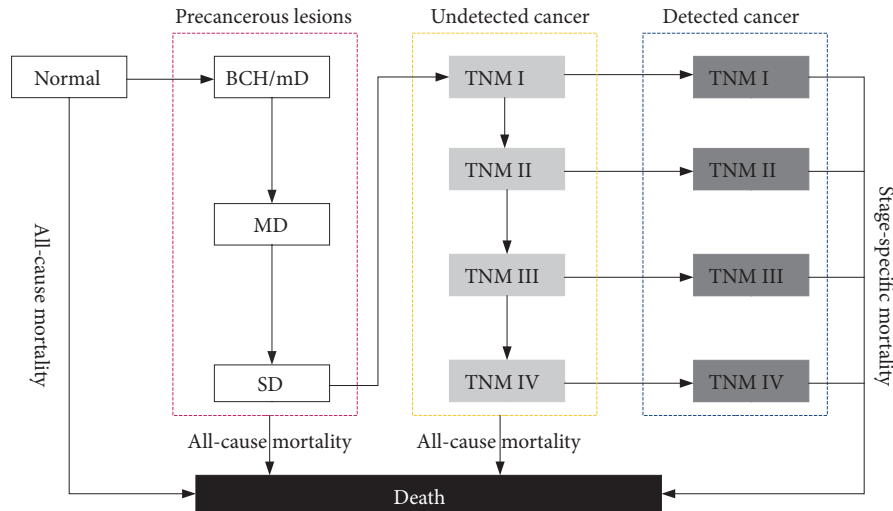 Precancerous lesions
Undetected cancer
Detected cancer
Normal
BCH/mD
TNM I
TNM I
TNM II
TNM II
MD
TNM III
TNM III
SD
TNM IV
TNM IV
All-cause mortality
Stage-specific mortality
All-cause mortality
All-cause mortality
Death